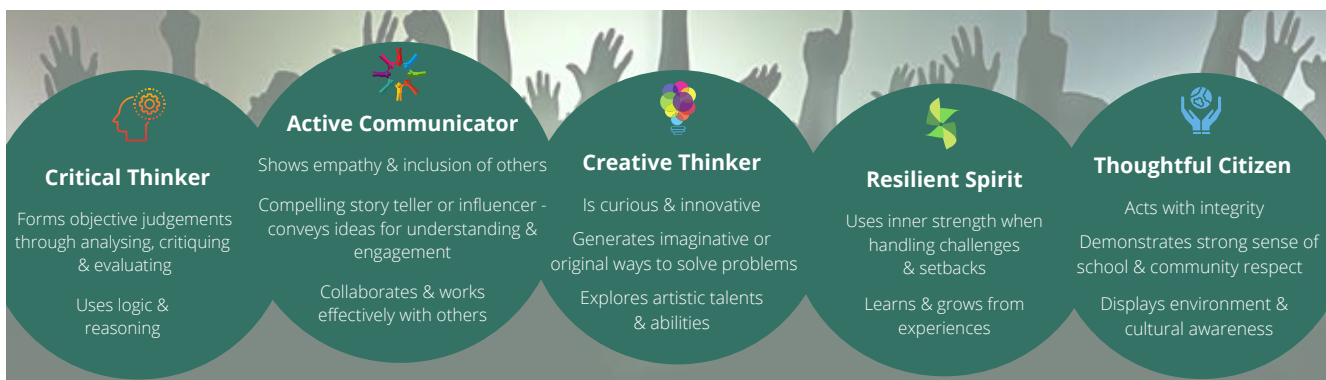 Critical Thinker
Forms objective judgements
through analysing, critiquing
& evaluating
Uses logic &
reasoning
Active Communicator
Shows empathy & inclusion of others
Compelling story teller or influencer -
conveys ideas for understanding &
engagement
Collaborates & works
effectively with others
Creative Thinker
Is curious & innovative
Generates imaginative or
original ways to solve problems
Explores artistic talents
& abilities
Resilient Spirit
Uses inner strength when
handling challenges
& setbacks
Learns & grows from
experiences
Thoughtful Citizen
Acts with integrity
Demonstrates strong sense of
school & community respect
Displays environment &
cultural awareness